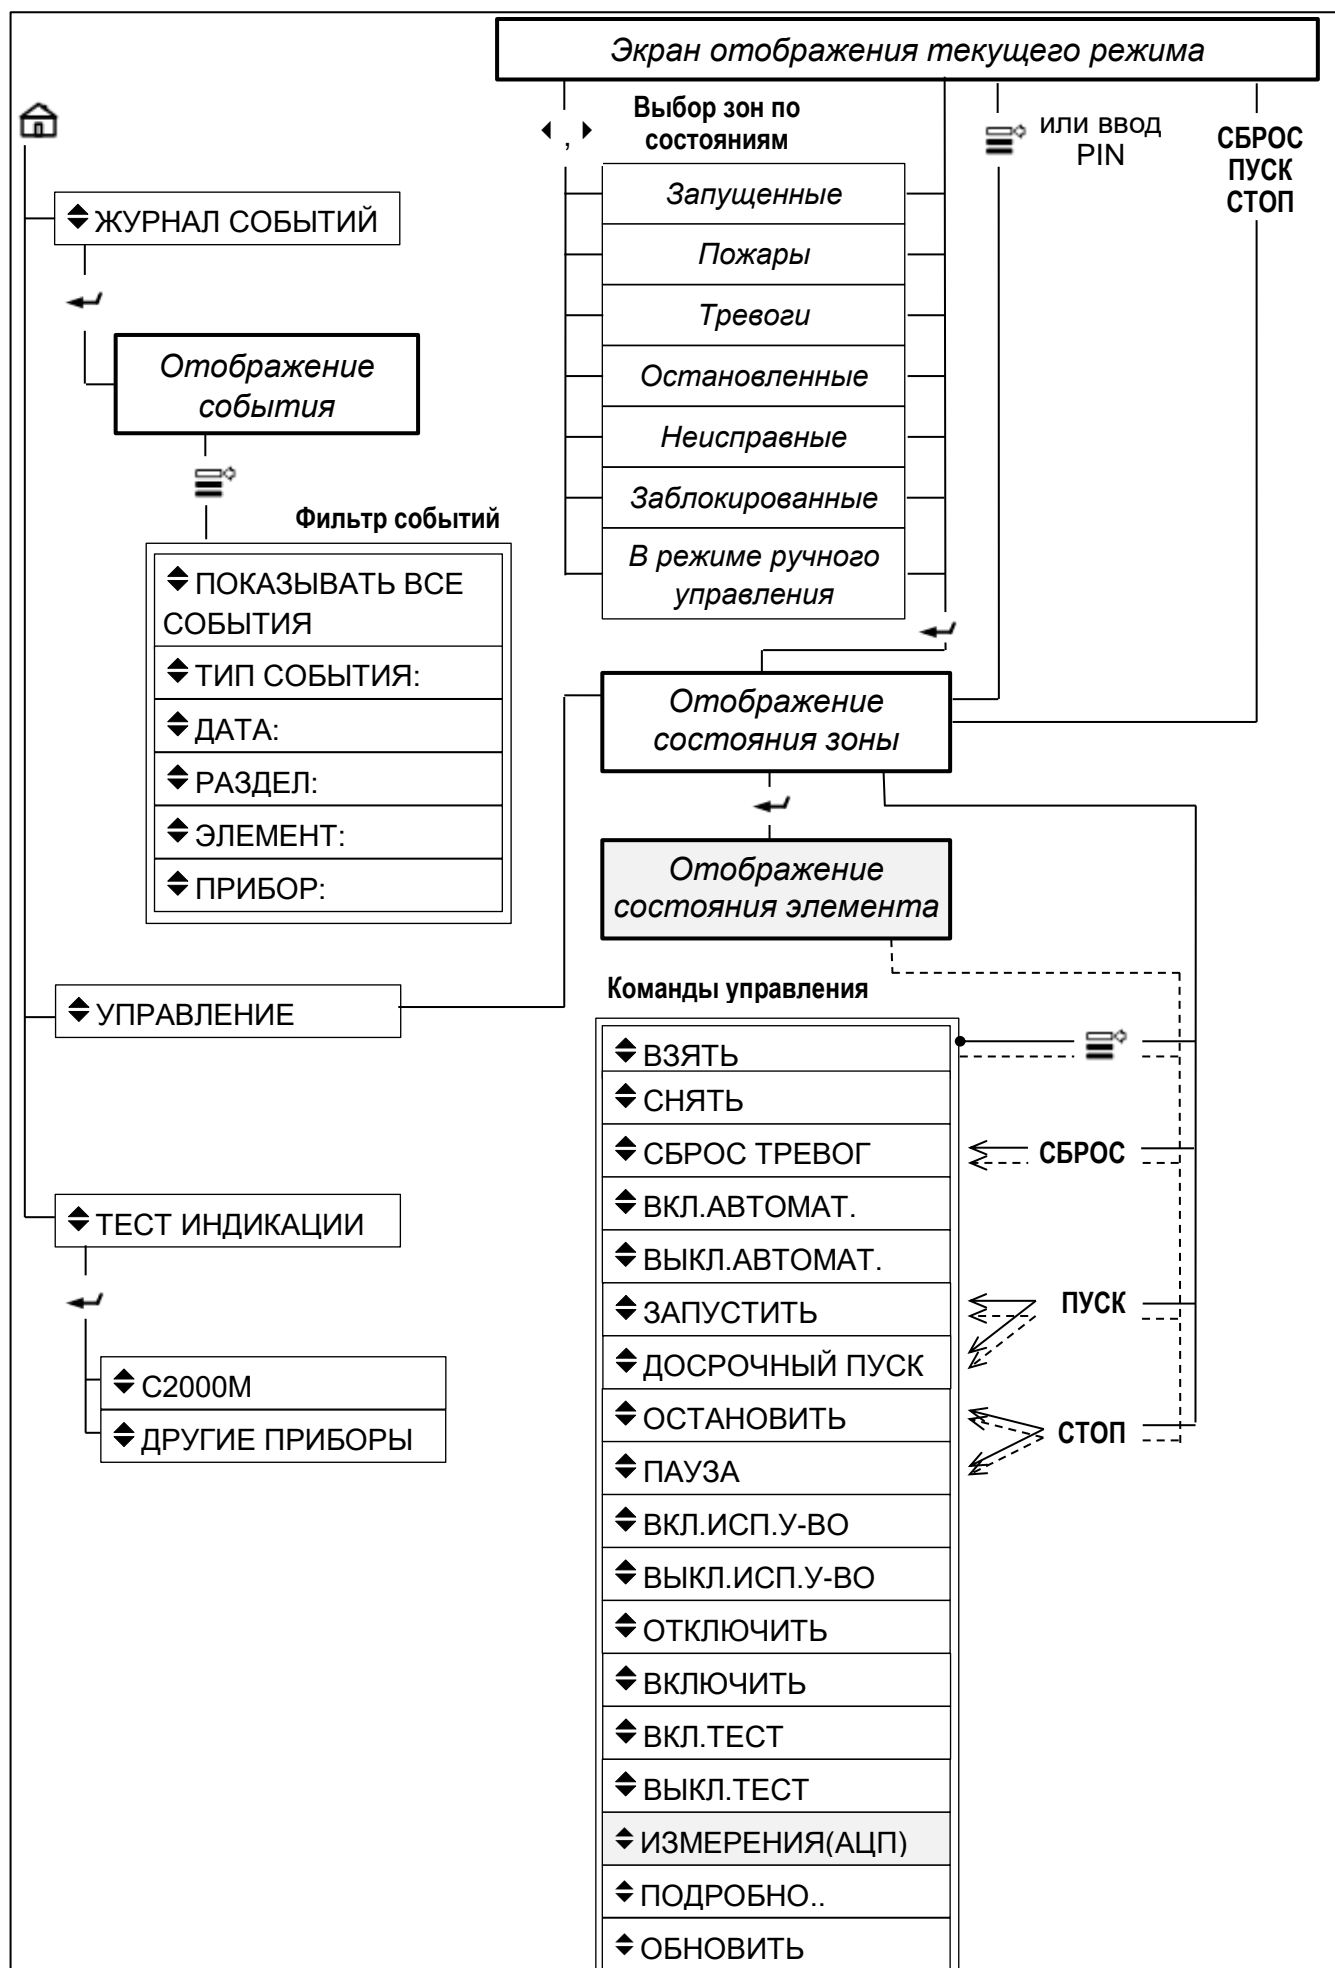 Экран отображения текущего режима
Выбор зон по
состояниям
или ввод
PIN
СБРОС
ПУСК
СТОП
,
Запущенные
Пожары
Тревоги
Остановленные
Неисправные
Заблокированные
В режиме ручного
управления
ЖУРНАЛ СОБЫТИЙ
Отображение
события
Фильтр событий
ПОКАЗЫВАТЬ ВСЕ
СОБЫТИЯ
ТИП СОБЫТИЯ:
ДАТА:
РАЗДЕЛ:
ЭЛЕМЕНТ:
ПРИБОР:
Отображение
состояния зоны
Отображение
состояния элемента
УПРАВЛЕНИЕ
ТЕСТ ИНДИКАЦИИ
С2000М
ДРУГИЕ ПРИБОРЫ
Команды управления
ВЗЯТЬ
СНЯТЬ
СБРОС ТРЕВОГ
СБРОС
ВКЛ.АВТОМАТ.
ВЫКЛ.АВТОМАТ.
ЗАПУСТИТЬ
ПУСК
ДОСРОЧНЫЙ ПУСК
ОСТАНОВИТЬ
СТОП
ПАУЗА
ВКЛ.ИСП.У-ВО
ВЫКЛ.ИСП.У-ВО
ОТКЛЮЧИТЬ
ВКЛЮЧИТЬ
ВКЛ.ТЕСТ
ВЫКЛ.ТЕСТ
ИЗМЕРЕНИЯ(АЦП)
ПОДРОБНО..
ОБНОВИТЬ